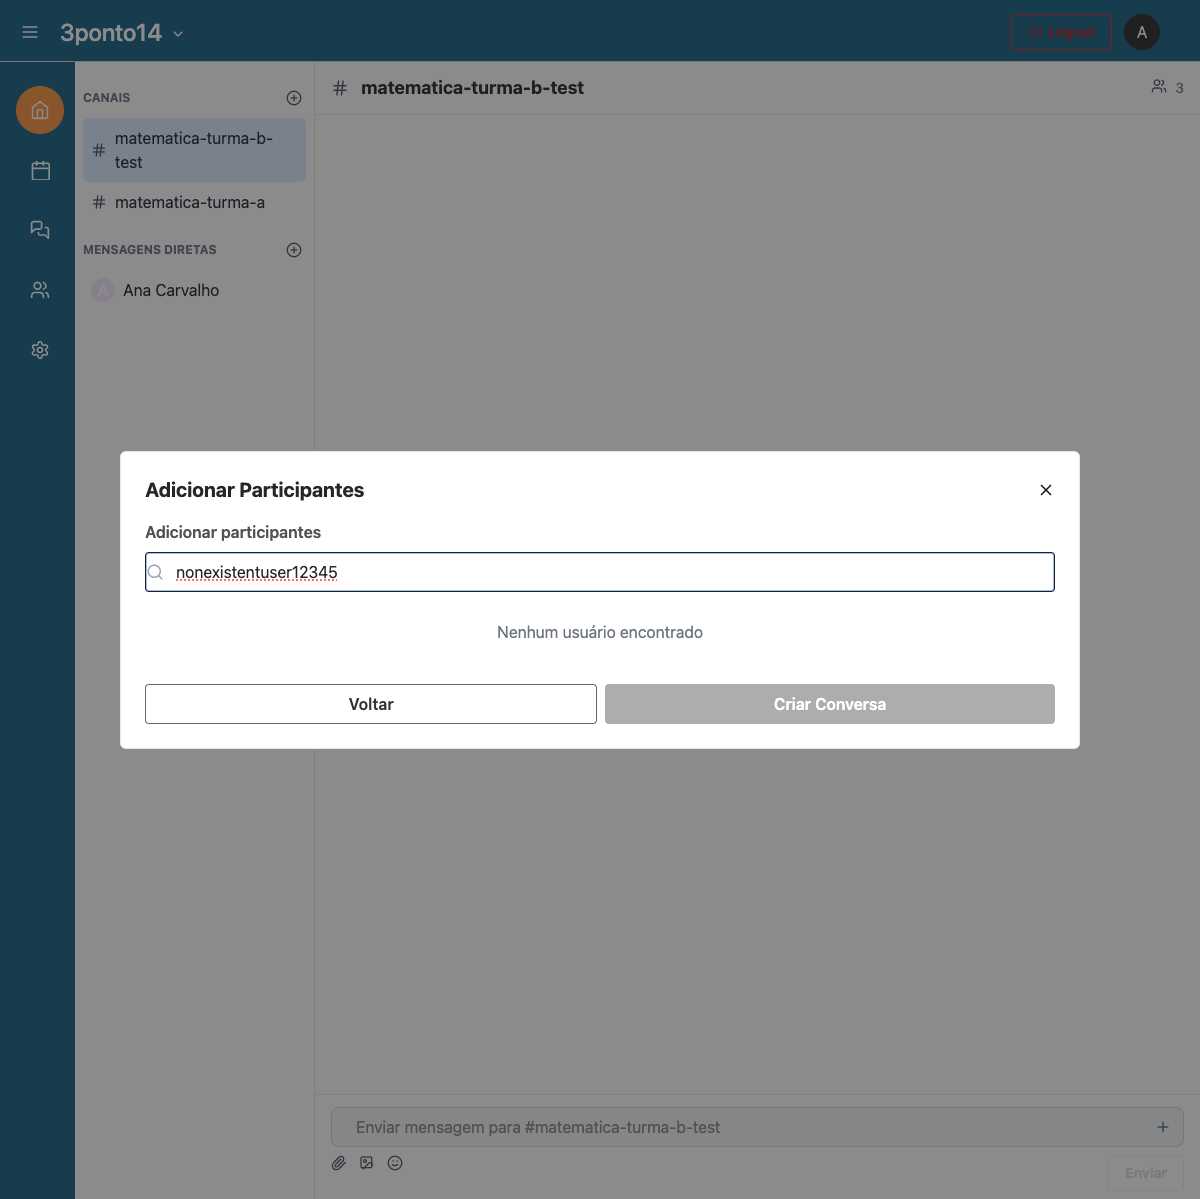 3ponto14
Logout
A
CANAIS
matematica-turma-b-
test
matematica-turma-a
MENSAGENS DIRETAS
A
Ana Carvalho
# matematica-turma-b-test
3
Adicionar Participantes
Adicionar participantes
nonexistentuser12345
Nenhum usuário encontrado
Voltar
Criar Conversa
Enviar mensagem para #matematica-turma-b-test
Enviar